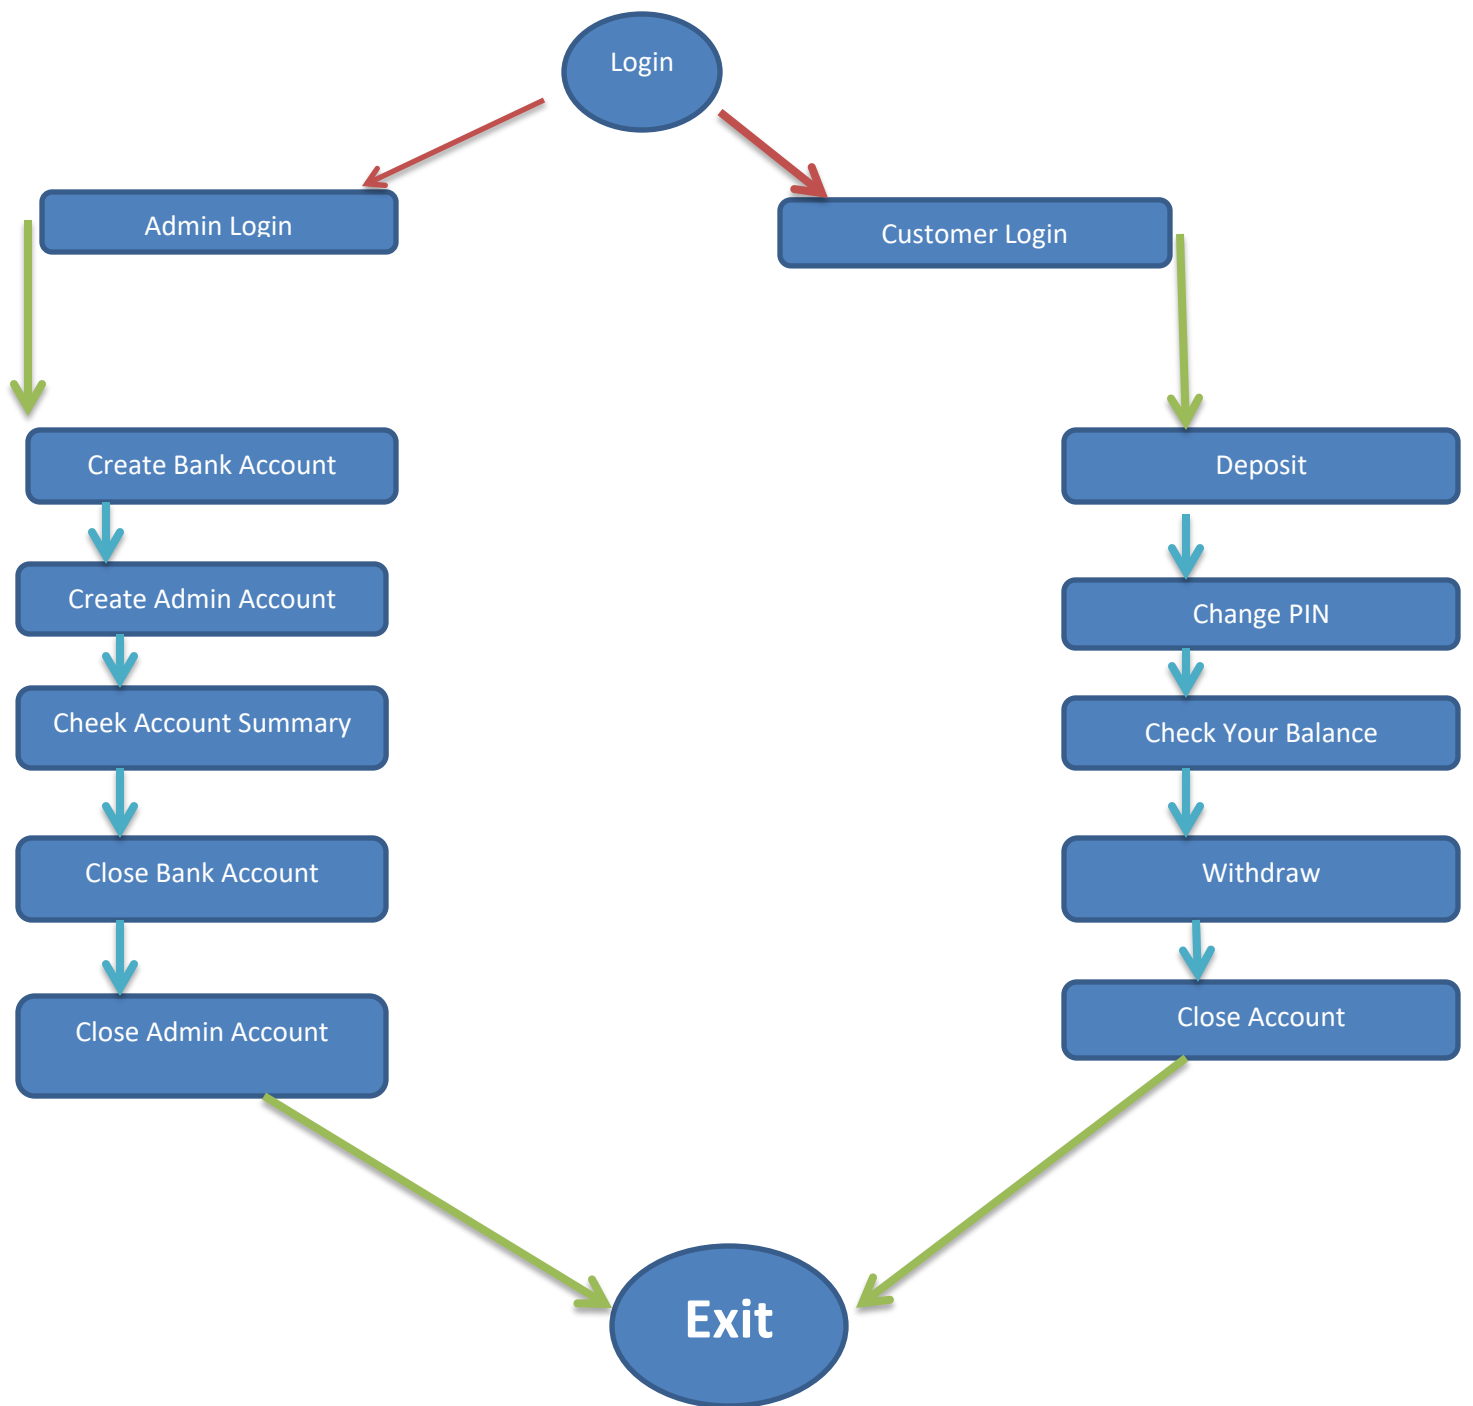 Login
Admin Login
Customer Login
Create Bank Account
Deposit
Create Admin Account
Change PIN
Cheek Account Summary
Check Your Balance
Close Bank Account
Withdraw
Close Admin Account
Close Account
Exit